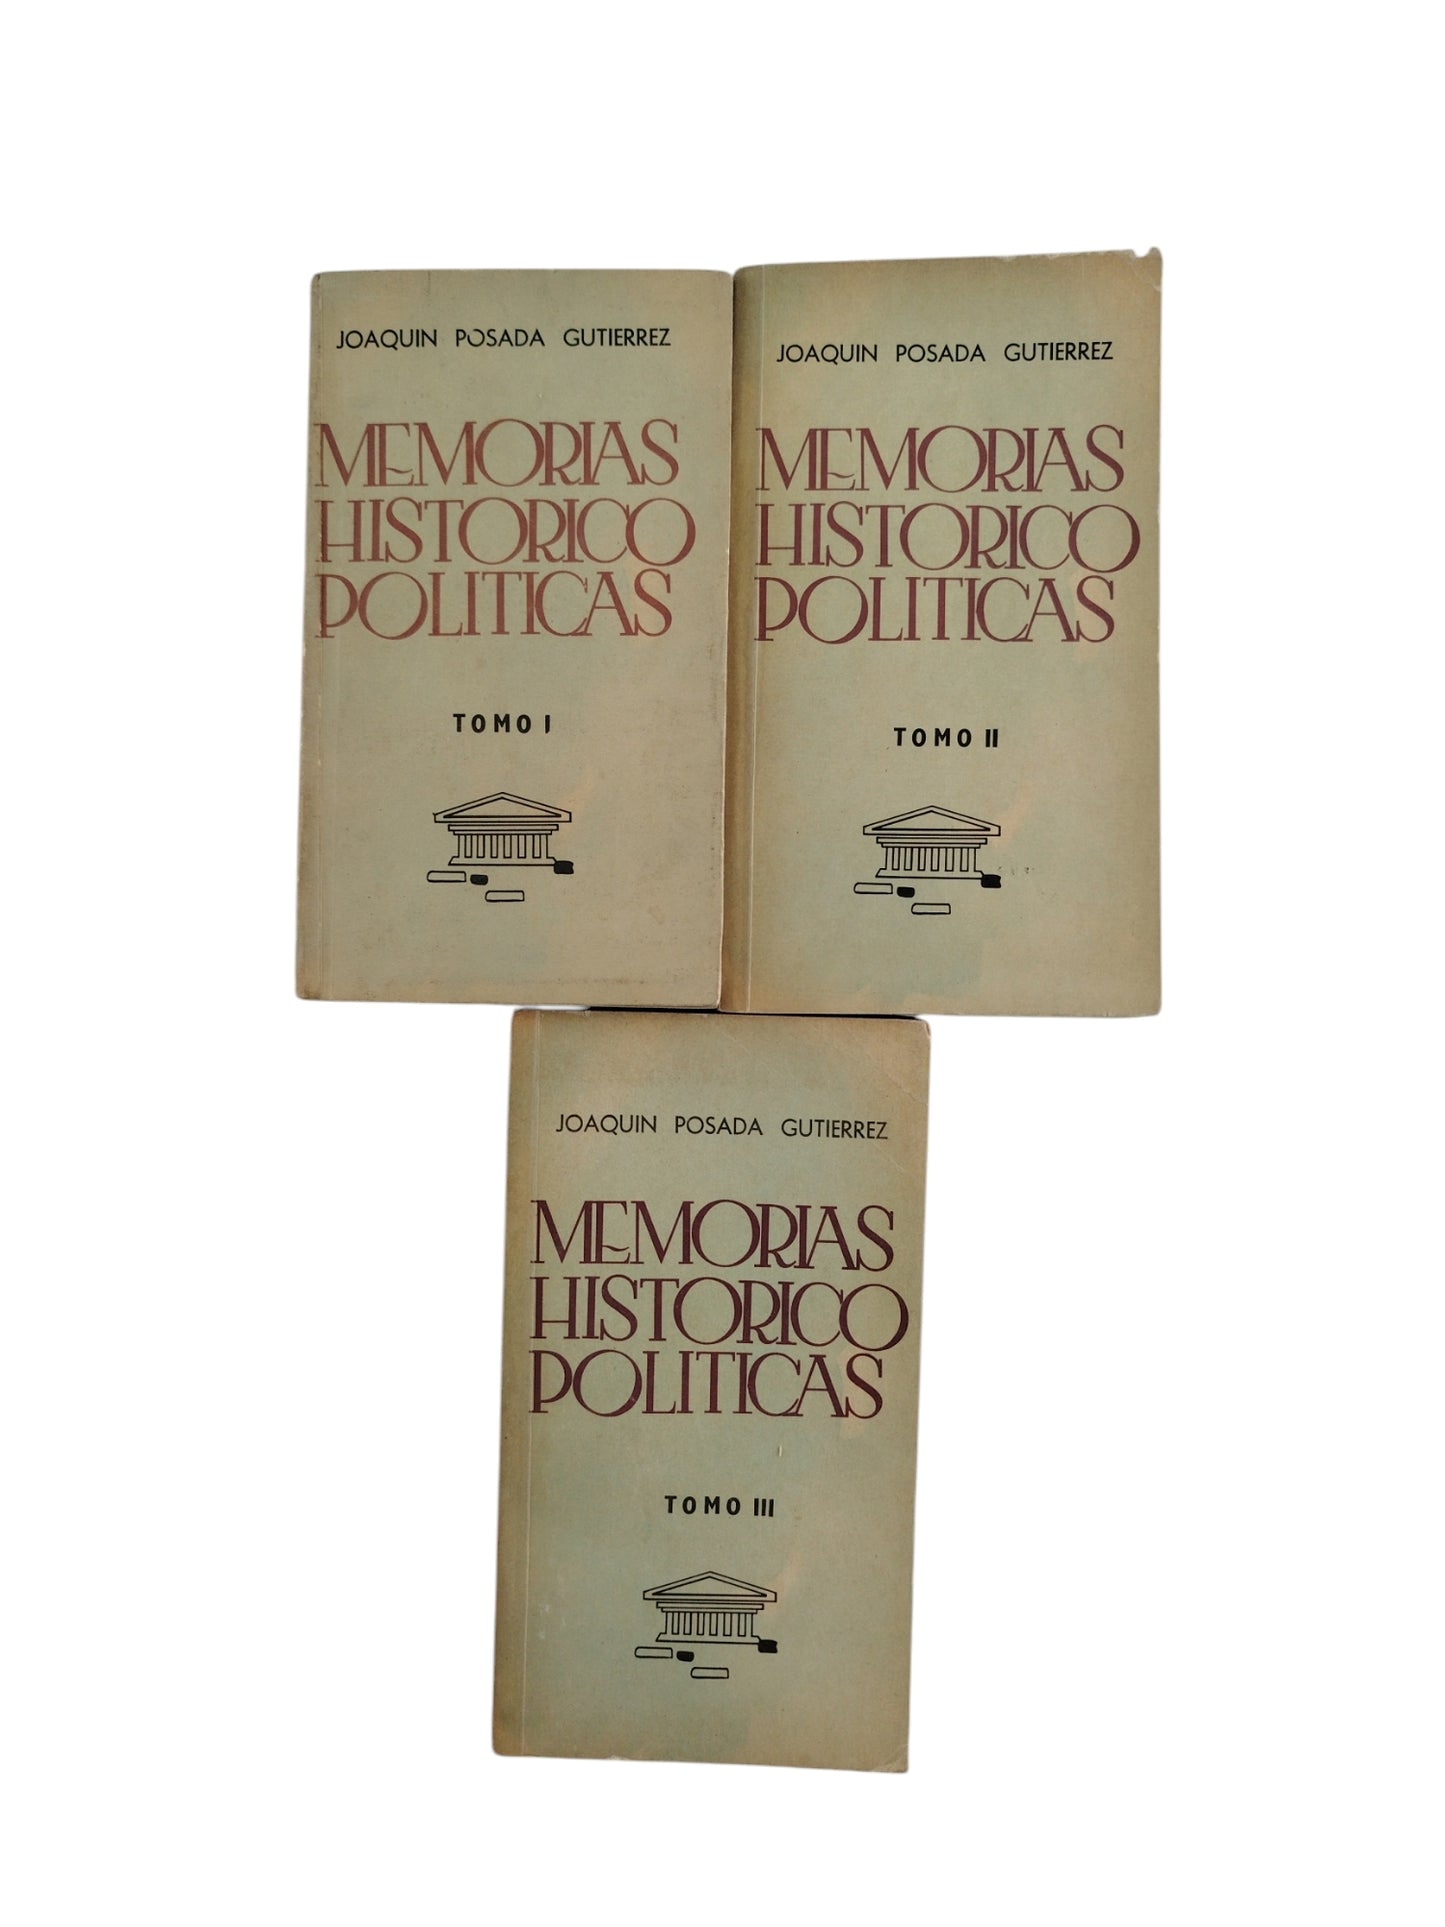 JOAQUIN POSADA GUTIERREZ
MEMORIAS
HISTORICO
POLITICAS
TOMO I
JOAQUIN POSADA GUTIERREZ
MEMORIAS
HISTORICO
POLITICAS
TOMO II
JOAQUIN POSADA GUTIERREZ
MEMORIAS
HISTORICO
POLITICAS
TOMO III